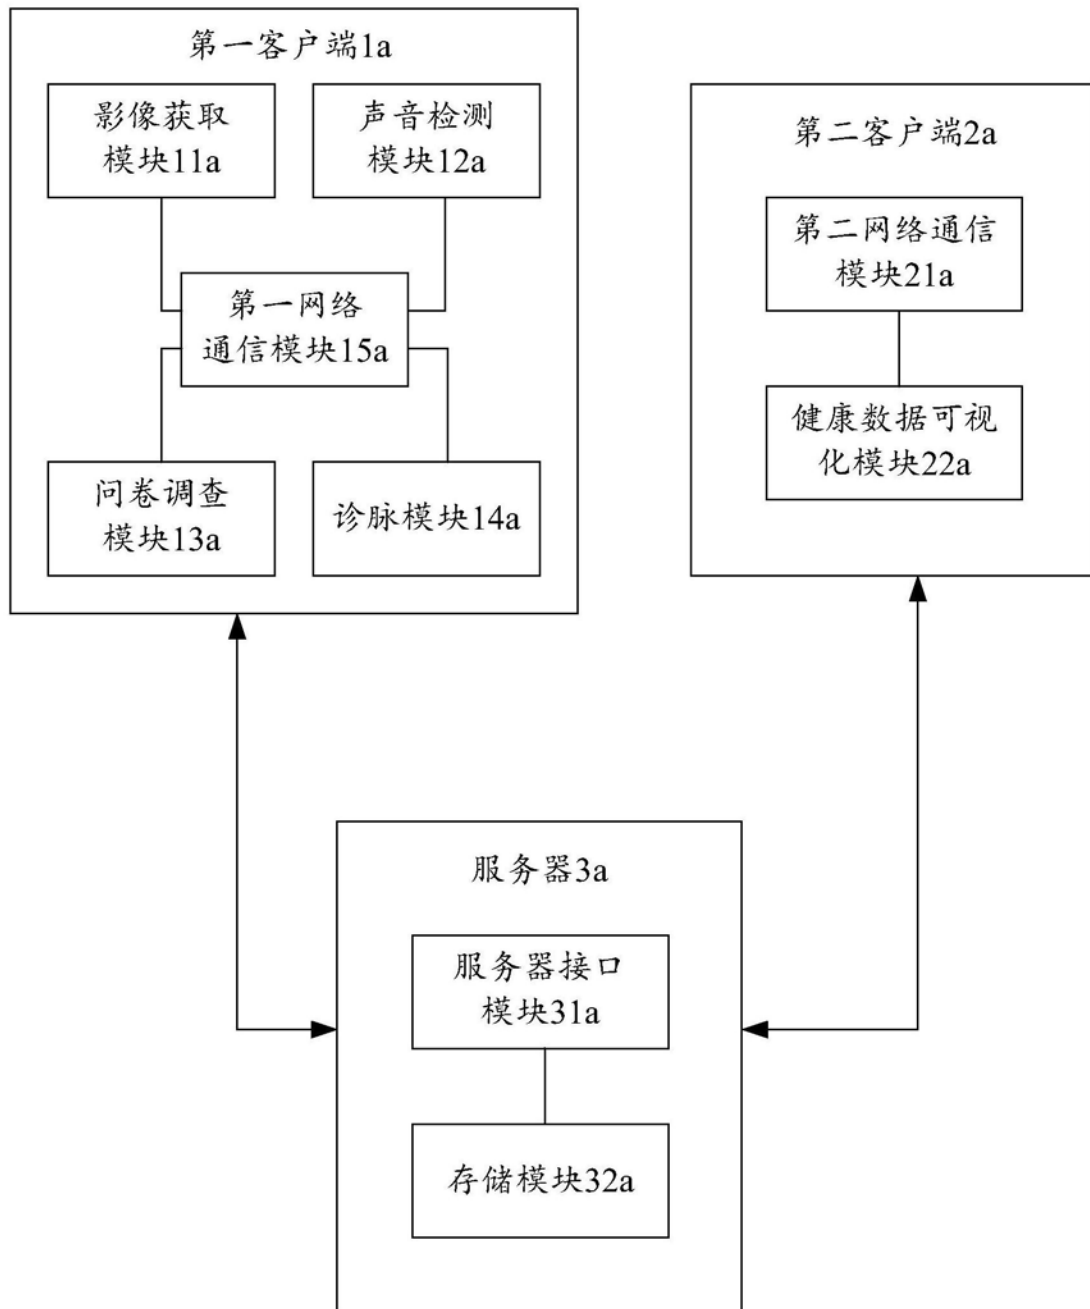 第一客户端1a
影像获取
模块11a
声音检测
模块12a
第一网络
通信模块15a
问卷调查
模块13a
诊脉模块14a
第二客户端2a
第二网络通信
模块21a
健康数据可视
化模块22a
服务器3a
服务器接口
模块31a
存储模块32a